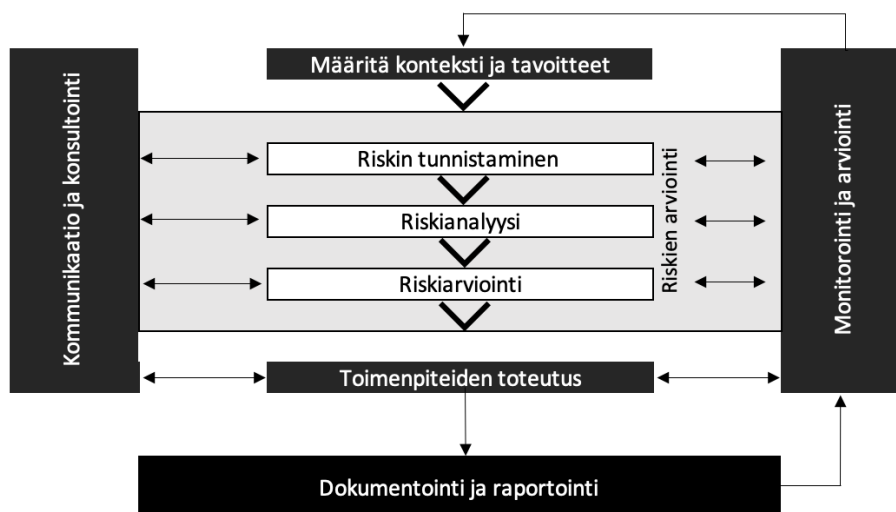 Määritä konteksti ja tavoitteet
Kommunikaatio ja konsultointi
Riskin tunnistaminen
Riskianalyysi
Riskiarviointi
Riskien arviointi
Monitorointi ja arviointi
Toimenpiteiden toteutus
Dokumentointi ja raportointi